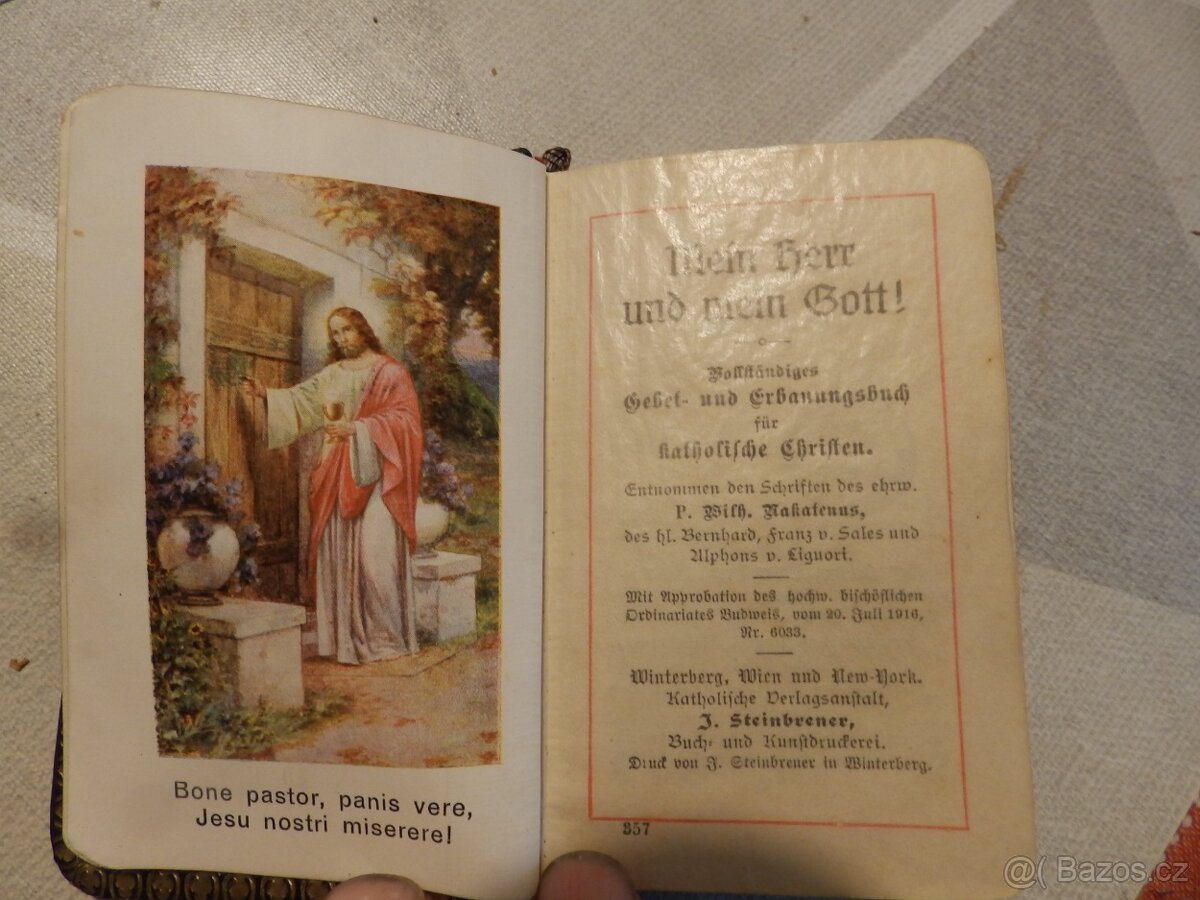 Bone pastor, panis vere,
Jesu nostri miserere!
Mein Herr
und mein Gott!
Vollständiges
Gebet- und Erbauungsbuch
für
katholische Christen.
Entnommen den Schriften des ehrw.
P. Wilh. Nakatenus,
des hl. Bernhard, Franz v. Sales und
Alphons v. Liguori.
Mit Approbation des hochw. bischöflichen
Ordinariates Budweis, vom 20. Juli 1916,
Nr. 6033.
Winterberg, Wien und New-York.
Katholische Verlagsanstalt,
J. Steinbrener,
Buch- und Kunstdruckerei.
Druck von J. Steinbrener in Winterberg.
357
@( Bazos.cz